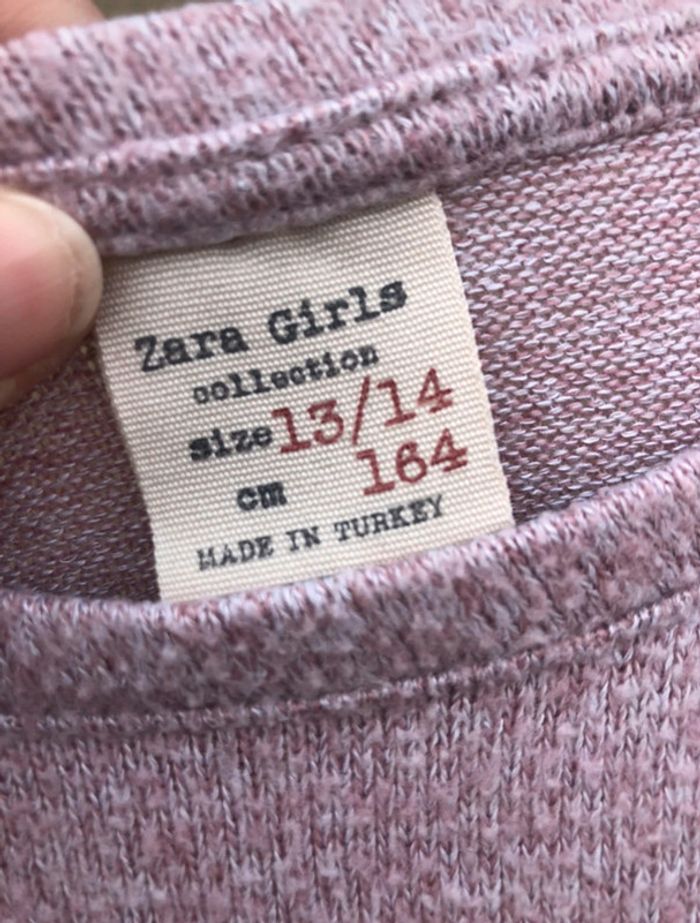 Zara Girls
collection
size 13/14
cm 164
MADE IN TURKEY